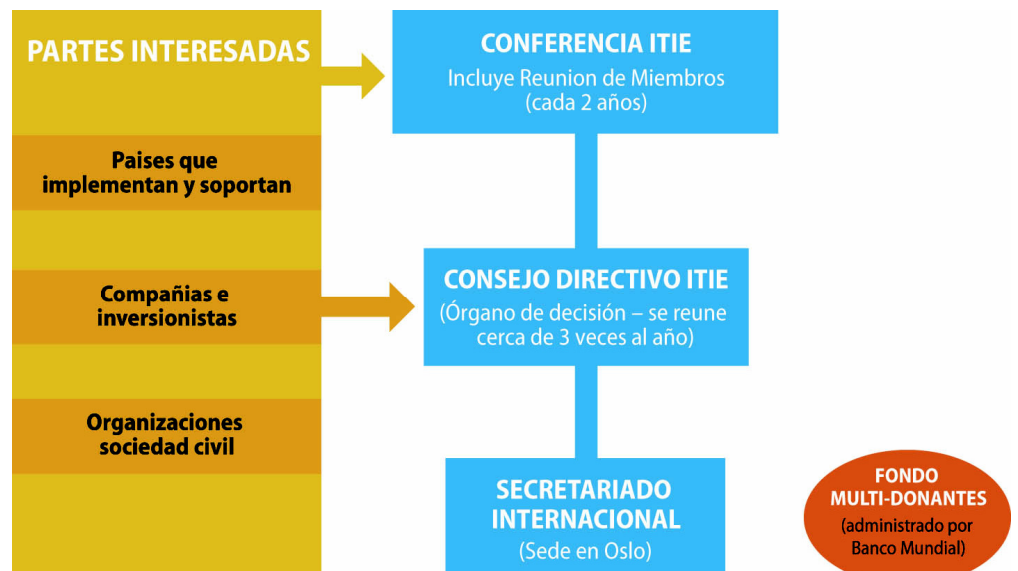 PARTES INTERESADAS
Paises que
implementan y soportan
Compañias e
inversionistas
Organizaciones
sociedad civil
CONFERENCIA ITIE
Incluye Reunion de Miembros
(cada 2 años)
CONSEJO DIRECTIVO ITIE
(Órgano de decisión – se reune
cerca de 3 veces al año)
SECRETARIADO
INTERNACIONAL
(Sede en Oslo)
FONDO
MULTI-DONANTES
(administrado por
Banco Mundial)